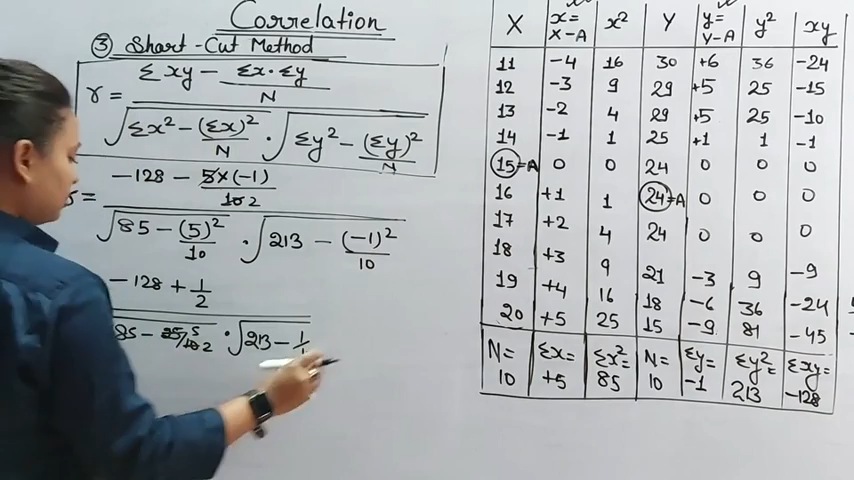 Correlation
③ Short-Cut Method
r = Σxy − Σx·Σy / N
√Σx² − (Σx)² / N · √Σy² − (Σy)² / N
= −128 − 5×(−1) / 10 2
√85 − (5)² / 10 · √213 − (−1)² / 10
−128 + 1/2
85 − 25/10 5/2 · √213 − 1/1
X x= X−A x² Y y= Y−A y² xy
11 −4 16 30 +6 36 −24
12 −3 9 29 +5 25 −15
13 −2 4 29 +5 25 −10
14 −1 1 25 +1 1 −1
15=A 0 0 24 0 0 0
16 +1 1 24=A 0 0 0
17 +2 4 24 0 0 0
18 +3 9 21 −3 9 −9
19 +4 16 18 −6 36 −24
20 +5 25 15 −9 81 −45
N= 10 Σx= +5 Σx²= 85 N= 10 Σy= −1 Σy²= 213 Σxy= −128